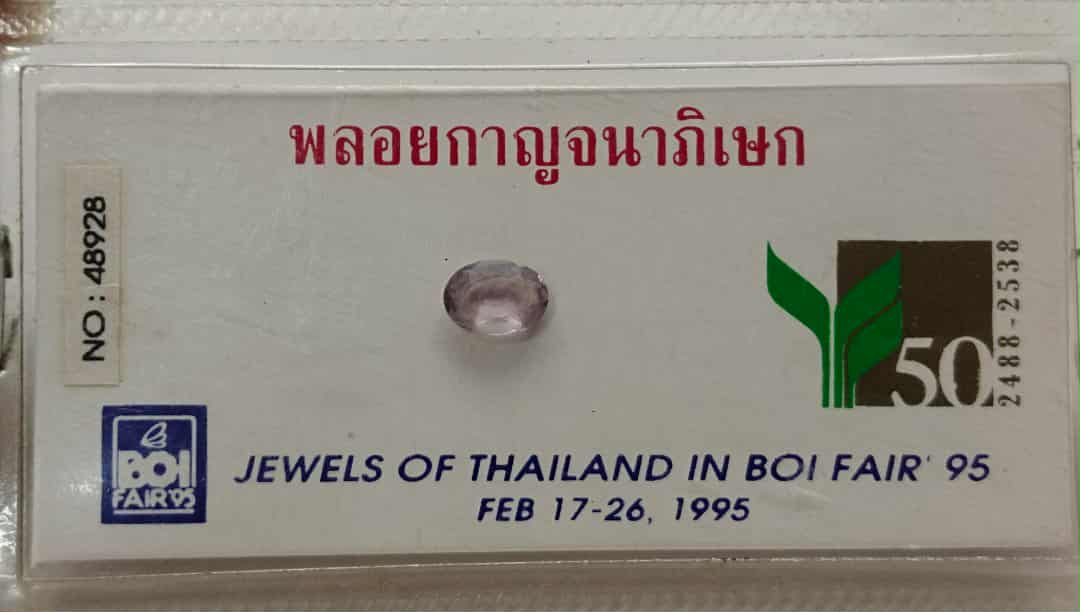 พลอยกาญจนาภิเษก
NO : 48928
50
2488-2538
BOI
FAIR'95
JEWELS OF THAILAND IN BOI FAIR' 95
FEB 17-26, 1995